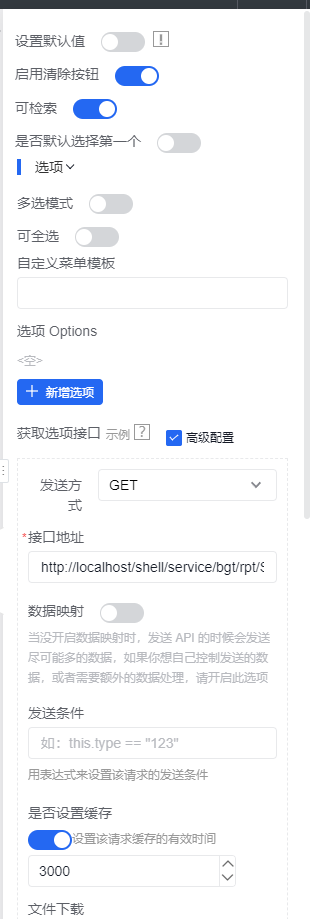 设置默认值 !
启用清除按钮
可检索
是否默认选择第一个
选项
多选模式
可全选
自定义菜单模板
选项 Options
<空>
新增选项
获取选项接口 示例 ? 高级配置
发送方
式
GET
*接口地址
http://localhost/shell/service/bgt/rpt/S
数据映射
当没开启数据映射时，发送 API 的时候会发送
尽可能多的数据，如果你想自己控制发送的数
据，或者需要额外的数据处理，请开启此选项
发送条件
如：this.type == "123"
用表达式来设置该请求的发送条件
是否设置缓存
设置该请求缓存的有效时间
3000
文件下载